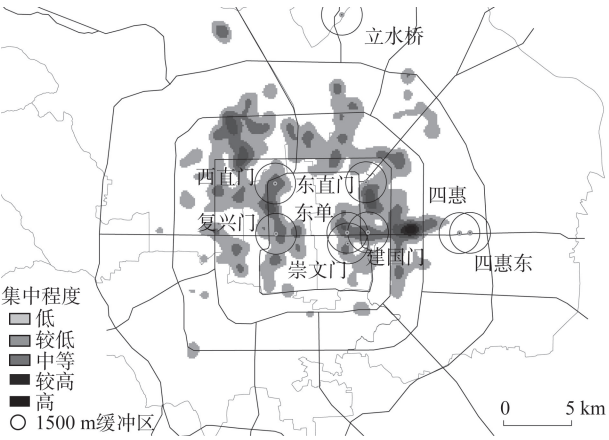 立水桥
西直门
东直门
四惠
复兴门
东单
建国门
四惠东
崇文门
集中程度
低
较低
中等
较高
高
1500 m缓冲区
0 5 km